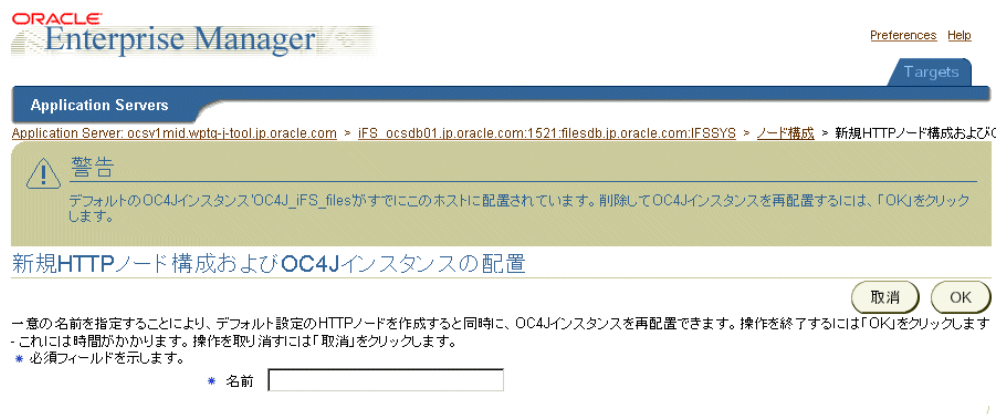 ORACLE
Enterprise Manager
Preferences Help
Targets
Application Servers
Application Server: ocsv1mid.wptg-j-tool.jp.oracle.com > iFS_ocsdb01.jp.oracle.com:1521:filesdb.jp.oracle.com:IFSSYS > ノード構成 > 新規HTTPノード構成および
警告
デフォルトのOC4Jインスタンス'OC4J_iFS_files'がすでにこのホストに配置されています。削除してOC4Jインスタンスを再配置するには、「OK」をクリック
します。
新規HTTPノード構成およびOC4Jインスタンスの配置
取消 OK
一意の名前を指定することにより、デフォルト設定のHTTPノードを作成すると同時に、OC4Jインスタンスを再配置できます。操作を終了するには「OK」をクリックします
- これには時間がかかります。操作を取り消すには「取消」をクリックします。
* 必須フィールドを示します。
* 名前